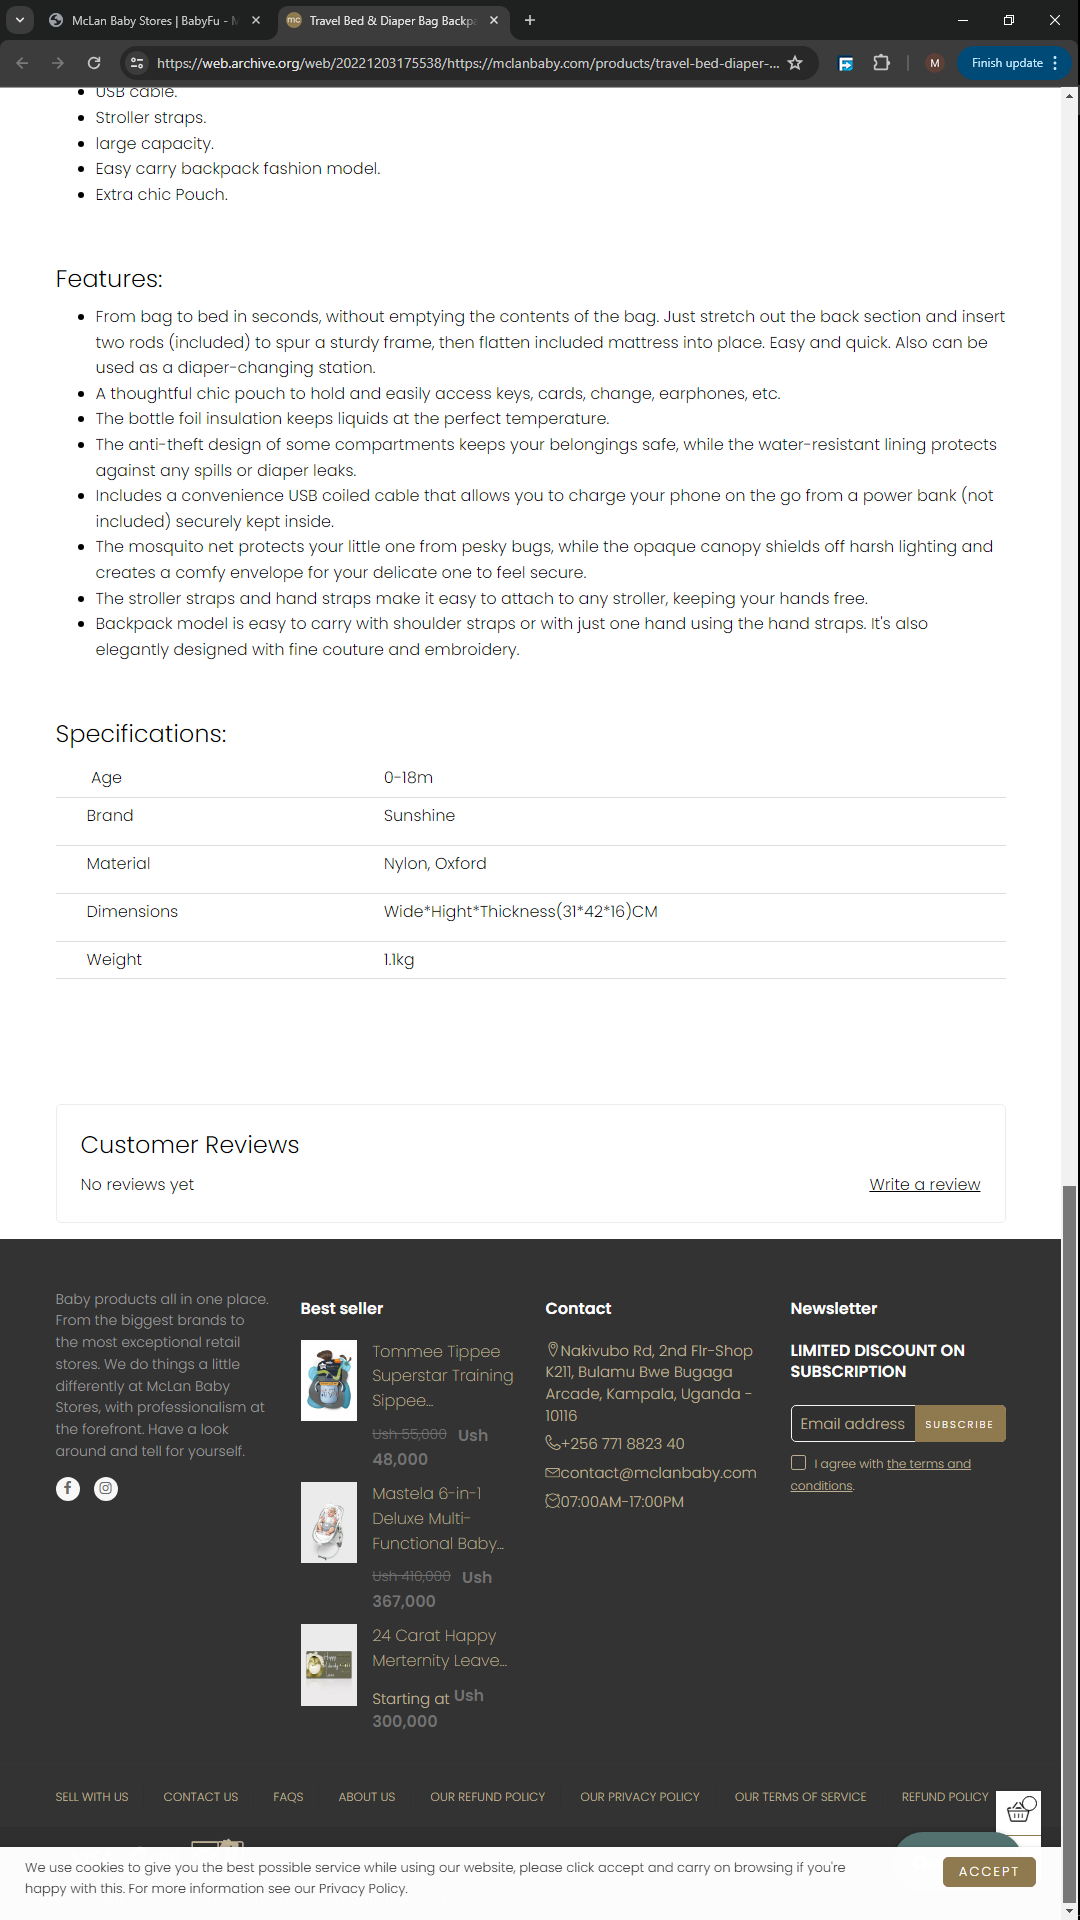 McLan Baby Stores | BabyFu - M
Travel Bed & Diaper Bag Backpa
https://web.archive.org/web/20221203175538/https://mclanbaby.com/products/travel-bed-diaper-...
M
Finish update
USB cable.
Stroller straps.
large capacity.
Easy carry backpack fashion model.
Extra chic Pouch.
Features:
From bag to bed in seconds, without emptying the contents of the bag. Just stretch out the back section and insert
two rods (included) to spur a sturdy frame, then flatten included mattress into place. Easy and quick. Also can be
used as a diaper-changing station.
A thoughtful chic pouch to hold and easily access keys, cards, change, earphones, etc.
The bottle foil insulation keeps liquids at the perfect temperature.
The anti-theft design of some compartments keeps your belongings safe, while the water-resistant lining protects
against any spills or diaper leaks.
Includes a convenience USB coiled cable that allows you to charge your phone on the go from a power bank (not
included) securely kept inside.
The mosquito net protects your little one from pesky bugs, while the opaque canopy shields off harsh lighting and
creates a comfy envelope for your delicate one to feel secure.
The stroller straps and hand straps make it easy to attach to any stroller, keeping your hands free.
Backpack model is easy to carry with shoulder straps or with just one hand using the hand straps. It's also
elegantly designed with fine couture and embroidery.
Specifications:
Age 0-18m
Brand Sunshine
Material Nylon, Oxford
Dimensions Wide*Hight*Thickness(31*42*16)CM
Weight 1.1kg
Customer Reviews
No reviews yet
Write a review
Baby products all in one place.
From the biggest brands to
the most exceptional retail
stores. We do things a little
differently at McLan Baby
Stores, with professionalism at
the forefront. Have a look
around and tell for yourself.
Best seller
Tommee Tippee
Superstar Training
Sippee...
Ush 55,000 Ush
48,000
Mastela 6-in-1
Deluxe Multi-
Functional Baby...
Ush 410,000 Ush
367,000
24 Carat Happy
Merternity Leave...
Starting at Ush
300,000
Contact
Nakivubo Rd, 2nd Flr-Shop
K211, Bulamu Bwe Bugaga
Arcade, Kampala, Uganda -
10116
+256 771 8823 40
contact@mclanbaby.com
07:00AM-17:00PM
Newsletter
LIMITED DISCOUNT ON
SUBSCRIPTION
Email address
SUBSCRIBE
I agree with the terms and
conditions.
SELL WITH US
CONTACT US
FAQS
ABOUT US
OUR REFUND POLICY
OUR PRIVACY POLICY
OUR TERMS OF SERVICE
REFUND POLICY
We use cookies to give you the best possible service while using our website, please click accept and carry on browsing if you're
happy with this. For more information see our Privacy Policy.
ACCEPT